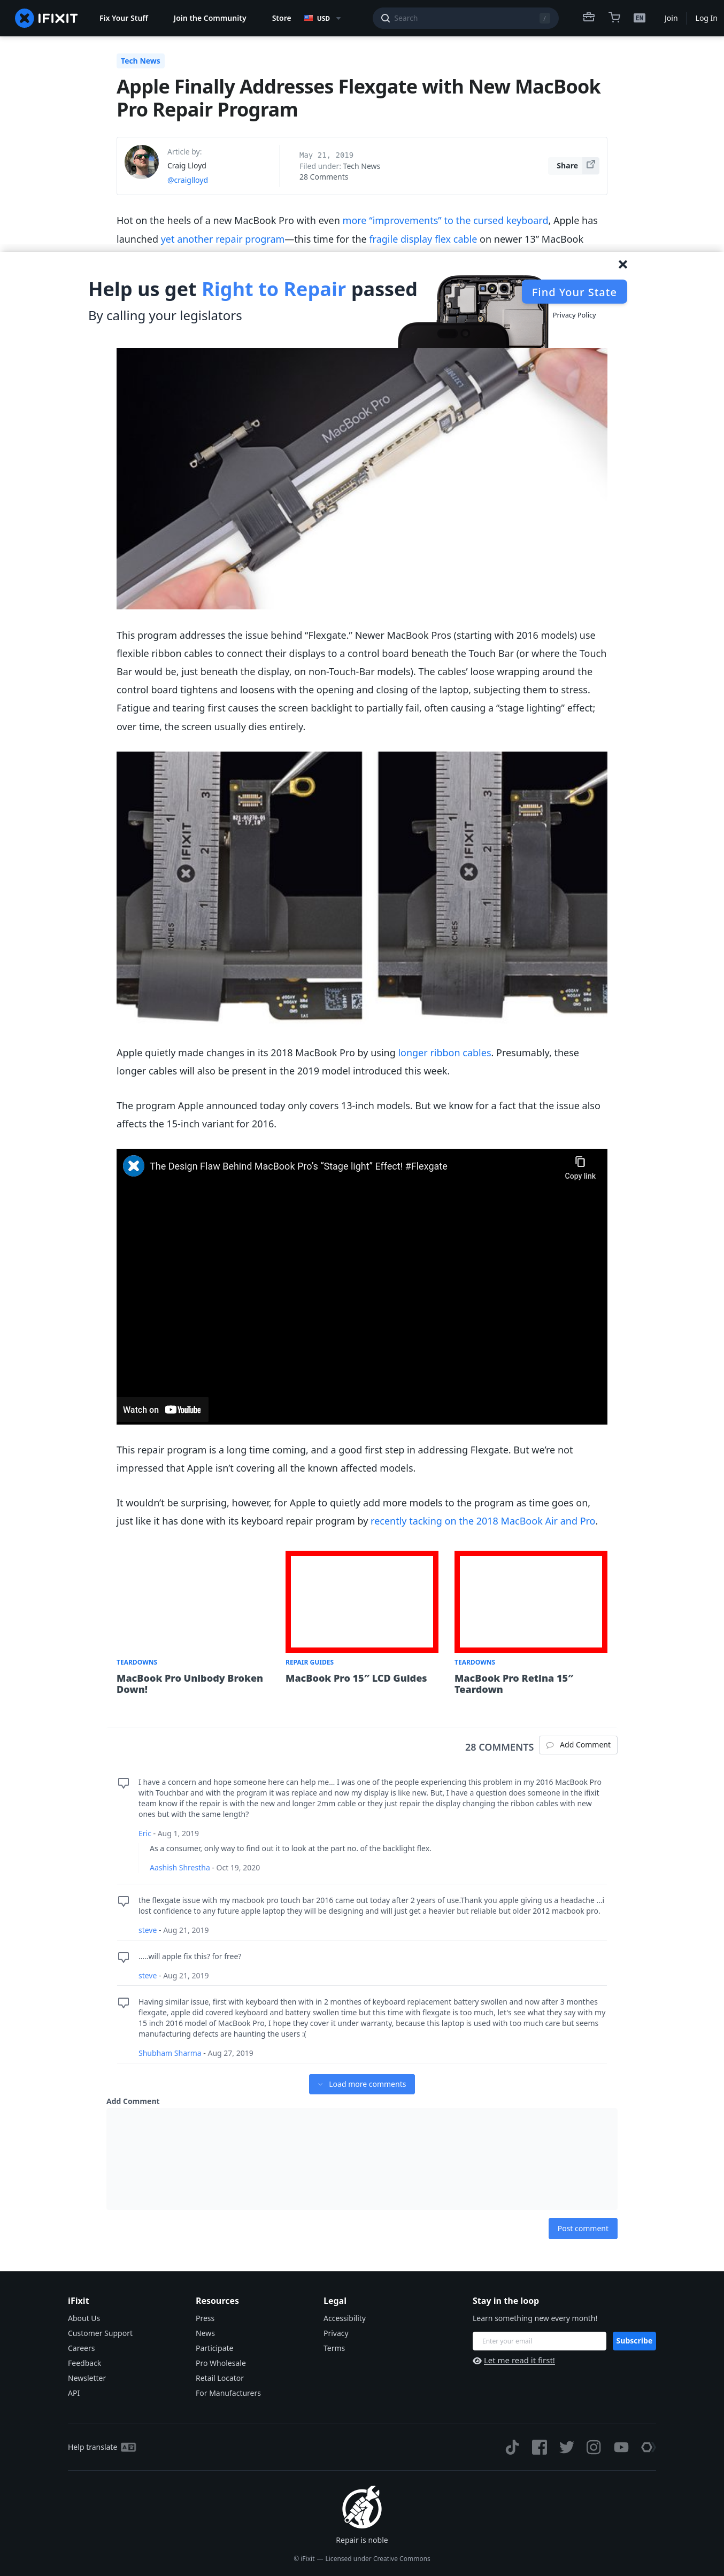 IFIXIT
Fix Your Stuff
Join the Community
Store
USD
Search
/
EN
Join
Log In
Tech News
Apple Finally Addresses Flexgate with New MacBook
Pro Repair Program
Article by:
Craig Lloyd
@craiglloyd
May 21, 2019
Filed under: Tech News
28 Comments
Share
Hot on the heels of a new MacBook Pro with even more “improvements” to the cursed keyboard, Apple has
launched yet another repair program—this time for the fragile display flex cable on newer 13” MacBook
Help us get Right to Repair passed
By calling your legislators
Find Your State
Privacy Policy
MacBook Pro
This program addresses the issue behind “Flexgate.” Newer MacBook Pros (starting with 2016 models) use
flexible ribbon cables to connect their displays to a control board beneath the Touch Bar (or where the Touch
Bar would be, just beneath the display, on non-Touch-Bar models). The cables’ loose wrapping around the
control board tightens and loosens with the opening and closing of the laptop, subjecting them to stress.
Fatigue and tearing first causes the screen backlight to partially fail, often causing a “stage lighting” effect;
over time, the screen usually dies entirely.
3
2
IFIXIT
INCHES
3
2
IFIXIT
INCHES
Apple quietly made changes in its 2018 MacBook Pro by using longer ribbon cables. Presumably, these
longer cables will also be present in the 2019 model introduced this week.
The program Apple announced today only covers 13-inch models. But we know for a fact that the issue also
affects the 15-inch variant for 2016.
The Design Flaw Behind MacBook Pro’s “Stage light” Effect! #Flexgate
Copy link
Watch on YouTube
This repair program is a long time coming, and a good first step in addressing Flexgate. But we’re not
impressed that Apple isn’t covering all the known affected models.
It wouldn’t be surprising, however, for Apple to quietly add more models to the program as time goes on,
just like it has done with its keyboard repair program by recently tacking on the 2018 MacBook Air and Pro.
TEARDOWNS
MacBook Pro Unibody Broken
Down!
REPAIR GUIDES
MacBook Pro 15″ LCD Guides
TEARDOWNS
MacBook Pro Retina 15″
Teardown
28 COMMENTS
Add Comment
I have a concern and hope someone here can help me... I was one of the people experiencing this problem in my 2016 MacBook Pro
with Touchbar and with the program it was replace and now my display is like new. But, I have a question does someone in the ifixit
team know if the repair is with the new and longer 2mm cable or they just repair the display changing the ribbon cables with new
ones but with the same length?
Eric - Aug 1, 2019
As a consumer, only way to find out it to look at the part no. of the backlight flex.
Aashish Shrestha - Oct 19, 2020
the flexgate issue with my macbook pro touch bar 2016 came out today after 2 years of use.Thank you apple giving us a headache ...i
lost confidence to any future apple laptop they will be designing and will just get a heavier but reliable but older 2012 macbook pro.
steve - Aug 21, 2019
.....will apple fix this? for free?
steve - Aug 21, 2019
Having similar issue, first with keyboard then with in 2 monthes of keyboard replacement battery swollen and now after 3 monthes
flexgate, apple did covered keyboard and battery swollen time but this time with flexgate is too much, let's see what they say with my
15 inch 2016 model of MacBook Pro, I hope they cover it under warranty, because this laptop is used with too much care but seems
manufacturing defects are haunting the users :(
Shubham Sharma - Aug 27, 2019
Load more comments
Add Comment
Post comment
iFixit
About Us
Customer Support
Careers
Feedback
Newsletter
API
Resources
Press
News
Participate
Pro Wholesale
Retail Locator
For Manufacturers
Legal
Accessibility
Privacy
Terms
Stay in the loop
Learn something new every month!
Enter your email
Subscribe
Let me read it first!
Help translate
Repair is noble
© iFixit — Licensed under Creative Commons